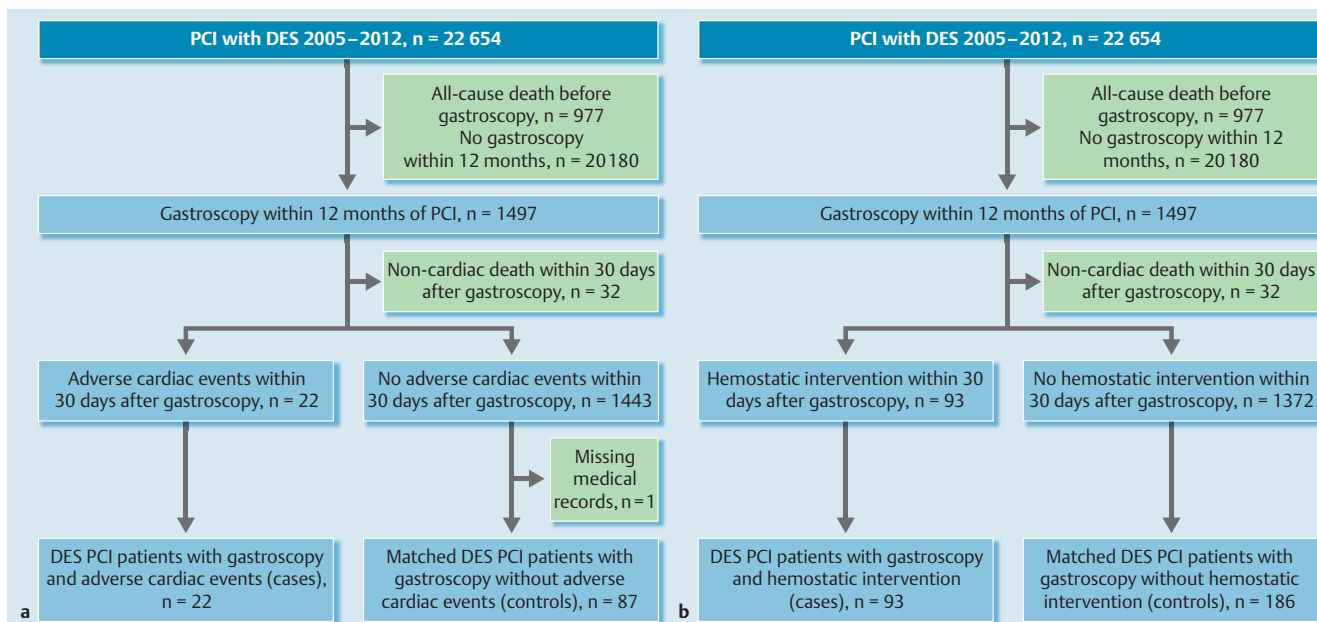 PCI with DES 2005–2012, n = 22 654
All-cause death before
gastroscopy, n = 977
No gastroscopy
within 12 months, n = 20 180
Gastroscopy within 12 months of PCI, n = 1497
Non-cardiac death within 30 days
after gastroscopy, n = 32
Adverse cardiac events within
30 days after gastroscopy, n = 22
No adverse cardiac events within
30 days after gastroscopy, n = 1443
Missing
medical
records, n = 1
DES PCI patients with gastroscopy
and adverse cardiac events (cases),
n = 22
Matched DES PCI patients with
gastroscopy without adverse
cardiac events (controls), n = 87
a
PCI with DES 2005–2012, n = 22 654
All-cause death before
gastroscopy, n = 977
No gastroscopy within 12
months, n = 20 180
Gastroscopy within 12 months of PCI, n = 1497
Non-cardiac death within 30 days
after gastroscopy, n = 32
Hemostatic intervention within 30
days after gastroscopy, n = 93
No hemostatic intervention within
30 days after gastroscopy, n = 1372
DES PCI patients with gastroscopy
and hemostatic intervention
(cases), n = 93
Matched DES PCI patients with
gastroscopy without hemostatic
intervention (controls), n = 186
b